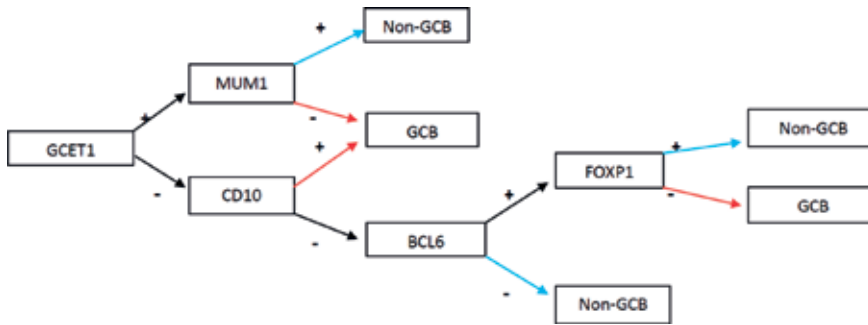 +
Non-GCB
MUM1
+
-
GCB
GCET1
+
-
CD10
-
BCL6
+
FOXP1
+
Non-GCB
-
GCB
-
Non-GCB